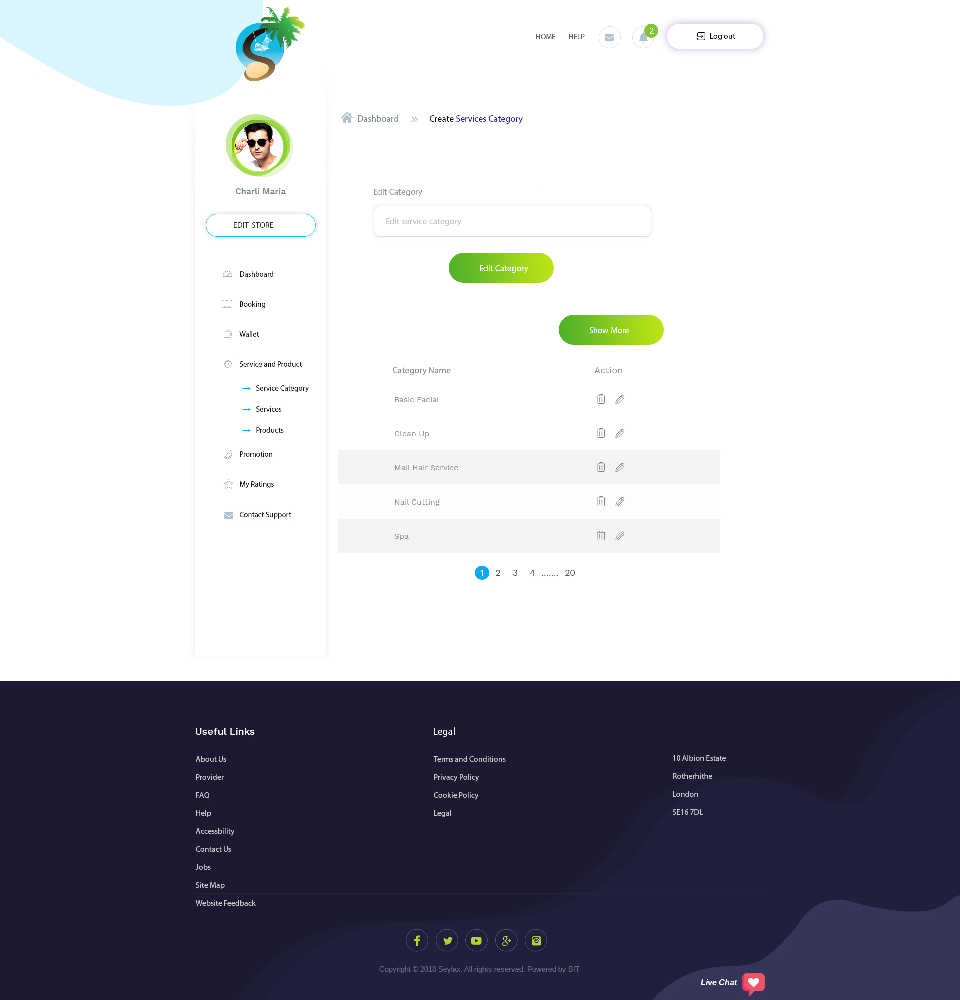 HOME HELP 2 Log out
Dashboard Create Services Category
Charli Maria
EDIT STORE
Dashboard
Booking
Wallet
Service and Product
Service Category
Services
Products
Promotion
My Ratings
Contact Support
Edit Category
Edit service category
Edit Category
Show More
Category Name Action
Basic Facial
Clean Up
Mail Hair Service
Nail Cutting
Spa
1 2 3 4 ....... 20
Useful Links
About Us
Provider
FAQ
Help
Accessbility
Contact Us
Jobs
Site Map
Website Feedback
Legal
Terms and Conditions
Privacy Policy
Cookie Policy
Legal
10 Albion Estate
Rotherhithe
London
SE16 7DL
Copyright © 2018 Seylax. All rights reserved. Powered by BIT
Live Chat